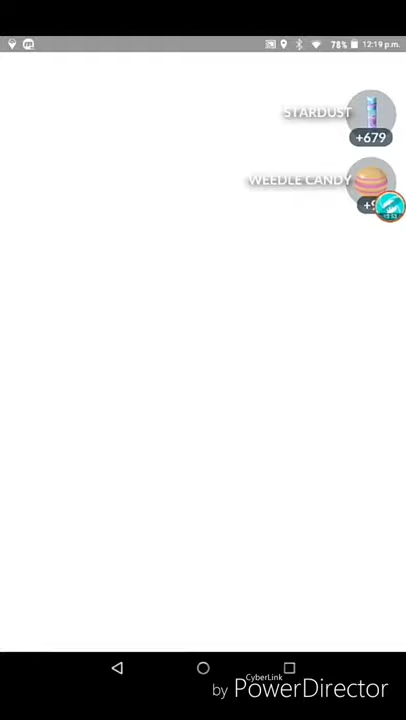 78% 12:19 p.m.
STARDUST
+679
WEEDLE CANDY
CyberLink
by PowerDirector